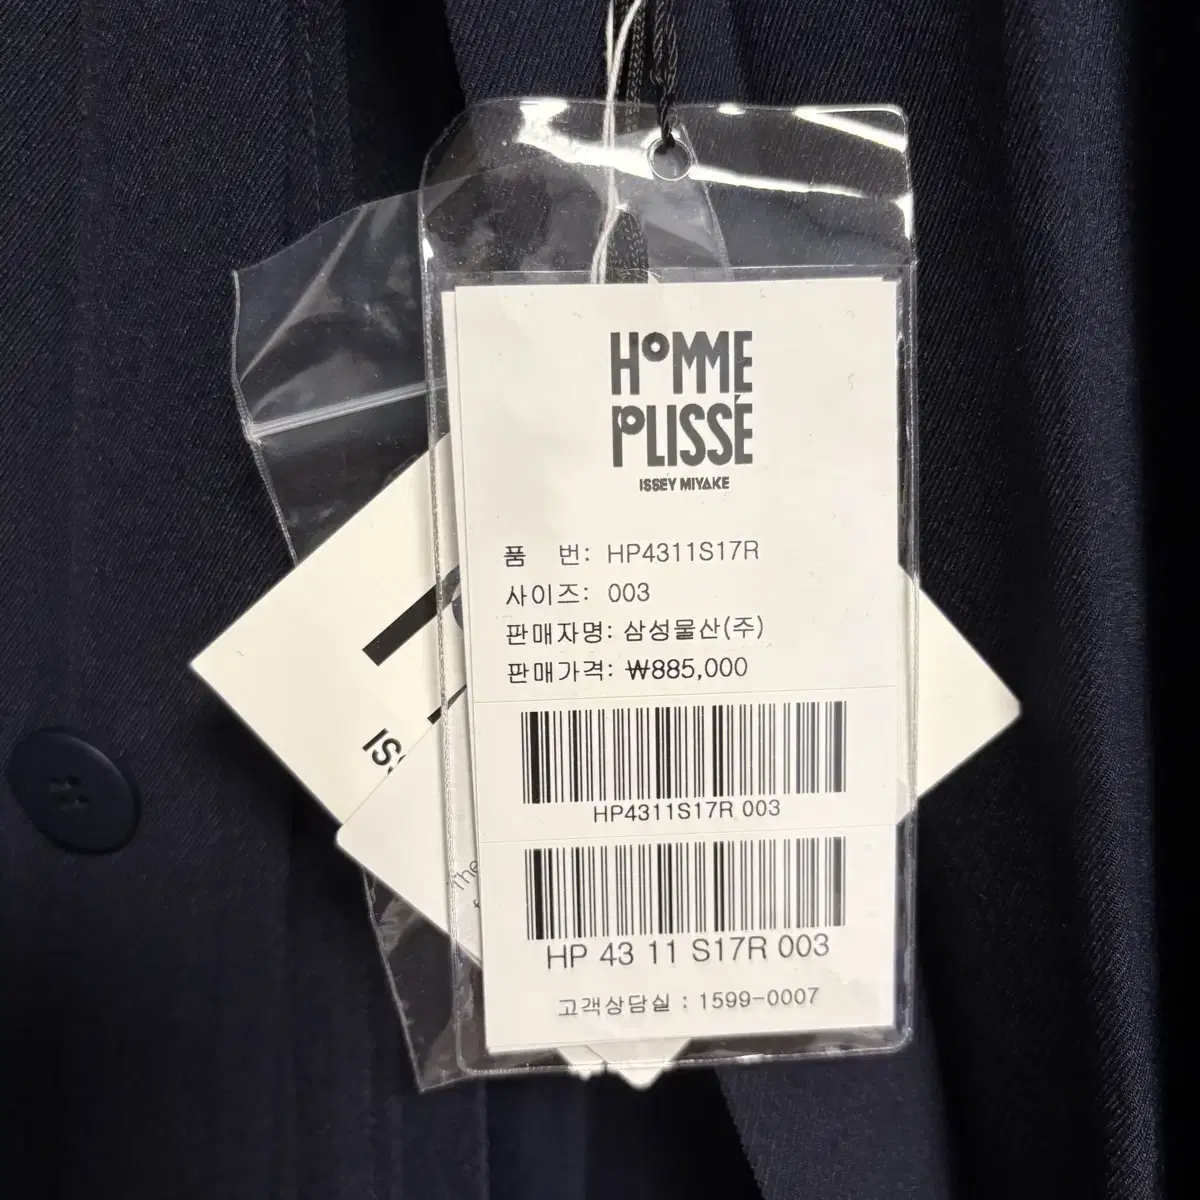 HOMME
PLISSÉ
ISSEY MIYAKE
품 번: HP4311S17R
사이즈: 003
판매자명: 삼성물산(주)
판매가격: ₩885,000
HP4311S17R 003
HP 43 11 S17R 003
고객상담실 : 1599-0007
IS
The